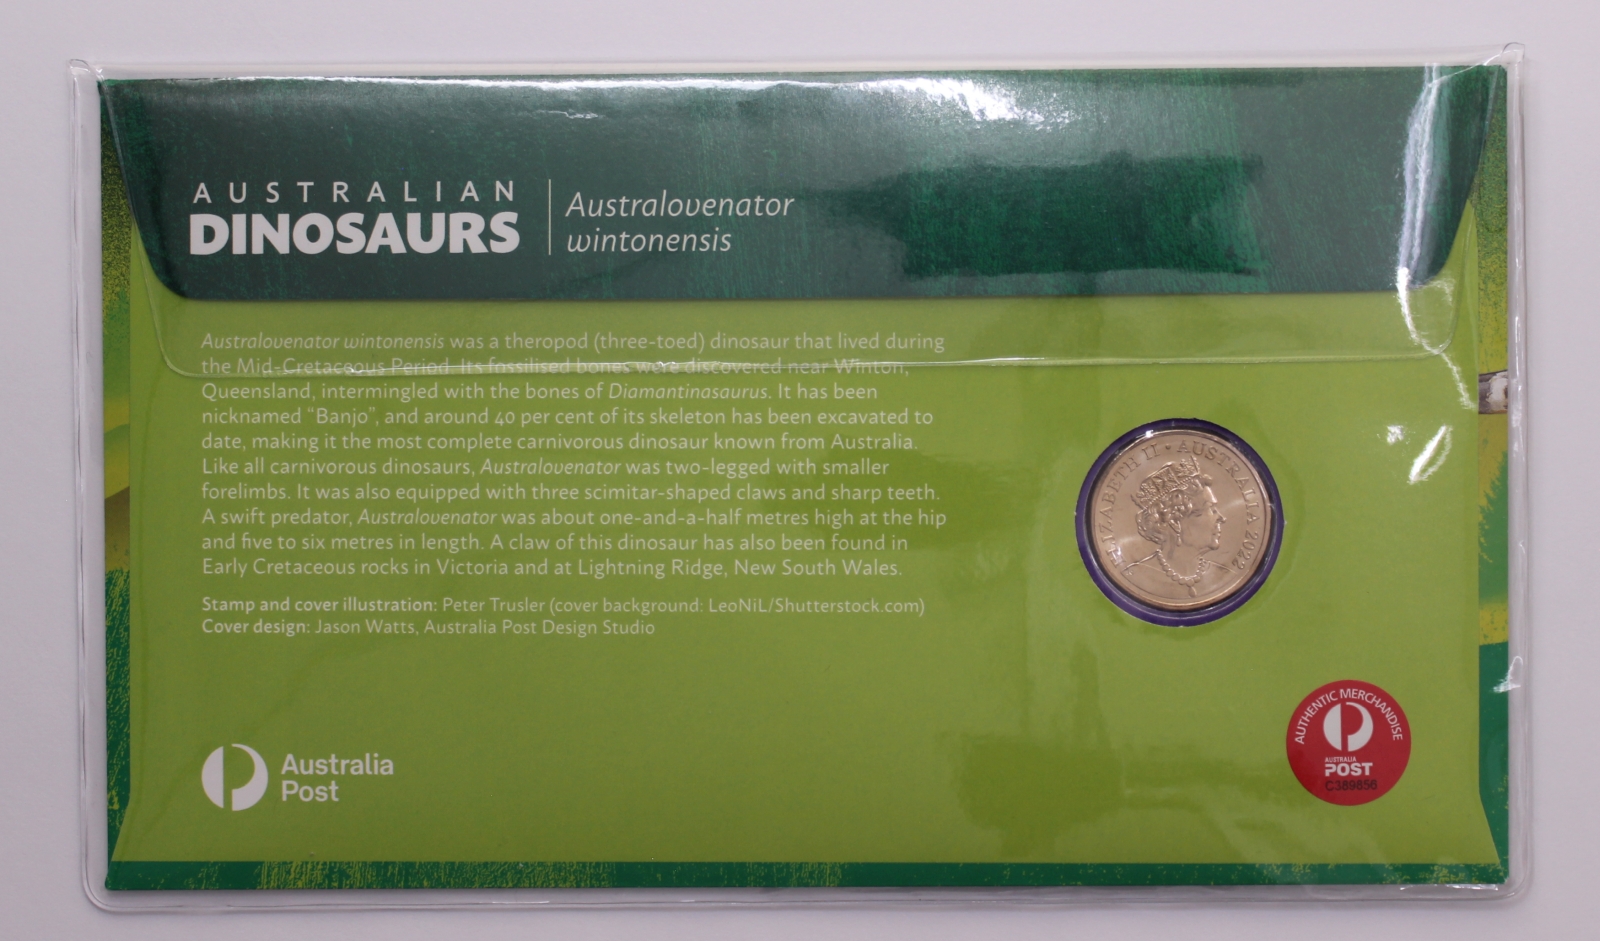 AUSTRALIAN
DINOSAURS
Australovenator
wintonensis
Australovenator wintonensis was a theropod (three-toed) dinosaur that lived during
the Mid-Cretaceous Period. Its fossilised bones were discovered near Winton,
Queensland, intermingled with the bones of Diamantinasaurus. It has been
nicknamed “Banjo”, and around 40 per cent of its skeleton has been excavated to
date, making it the most complete carnivorous dinosaur known from Australia.
Like all carnivorous dinosaurs, Australovenator was two-legged with smaller
forelimbs. It was also equipped with three scimitar-shaped claws and sharp teeth.
A swift predator, Australovenator was about one-and-a-half metres high at the hip
and five to six metres in length. A claw of this dinosaur has also been found in
Early Cretaceous rocks in Victoria and at Lightning Ridge, New South Wales.
Stamp and cover illustration: Peter Trusler (cover background: LeoNiL/Shutterstock.com)
Cover design: Jason Watts, Australia Post Design Studio
ELIZABETH II • AUSTRALIA 2022
Australia
Post
AUTHENTIC MERCHANDISE
AUSTRALIA
POST
C389856